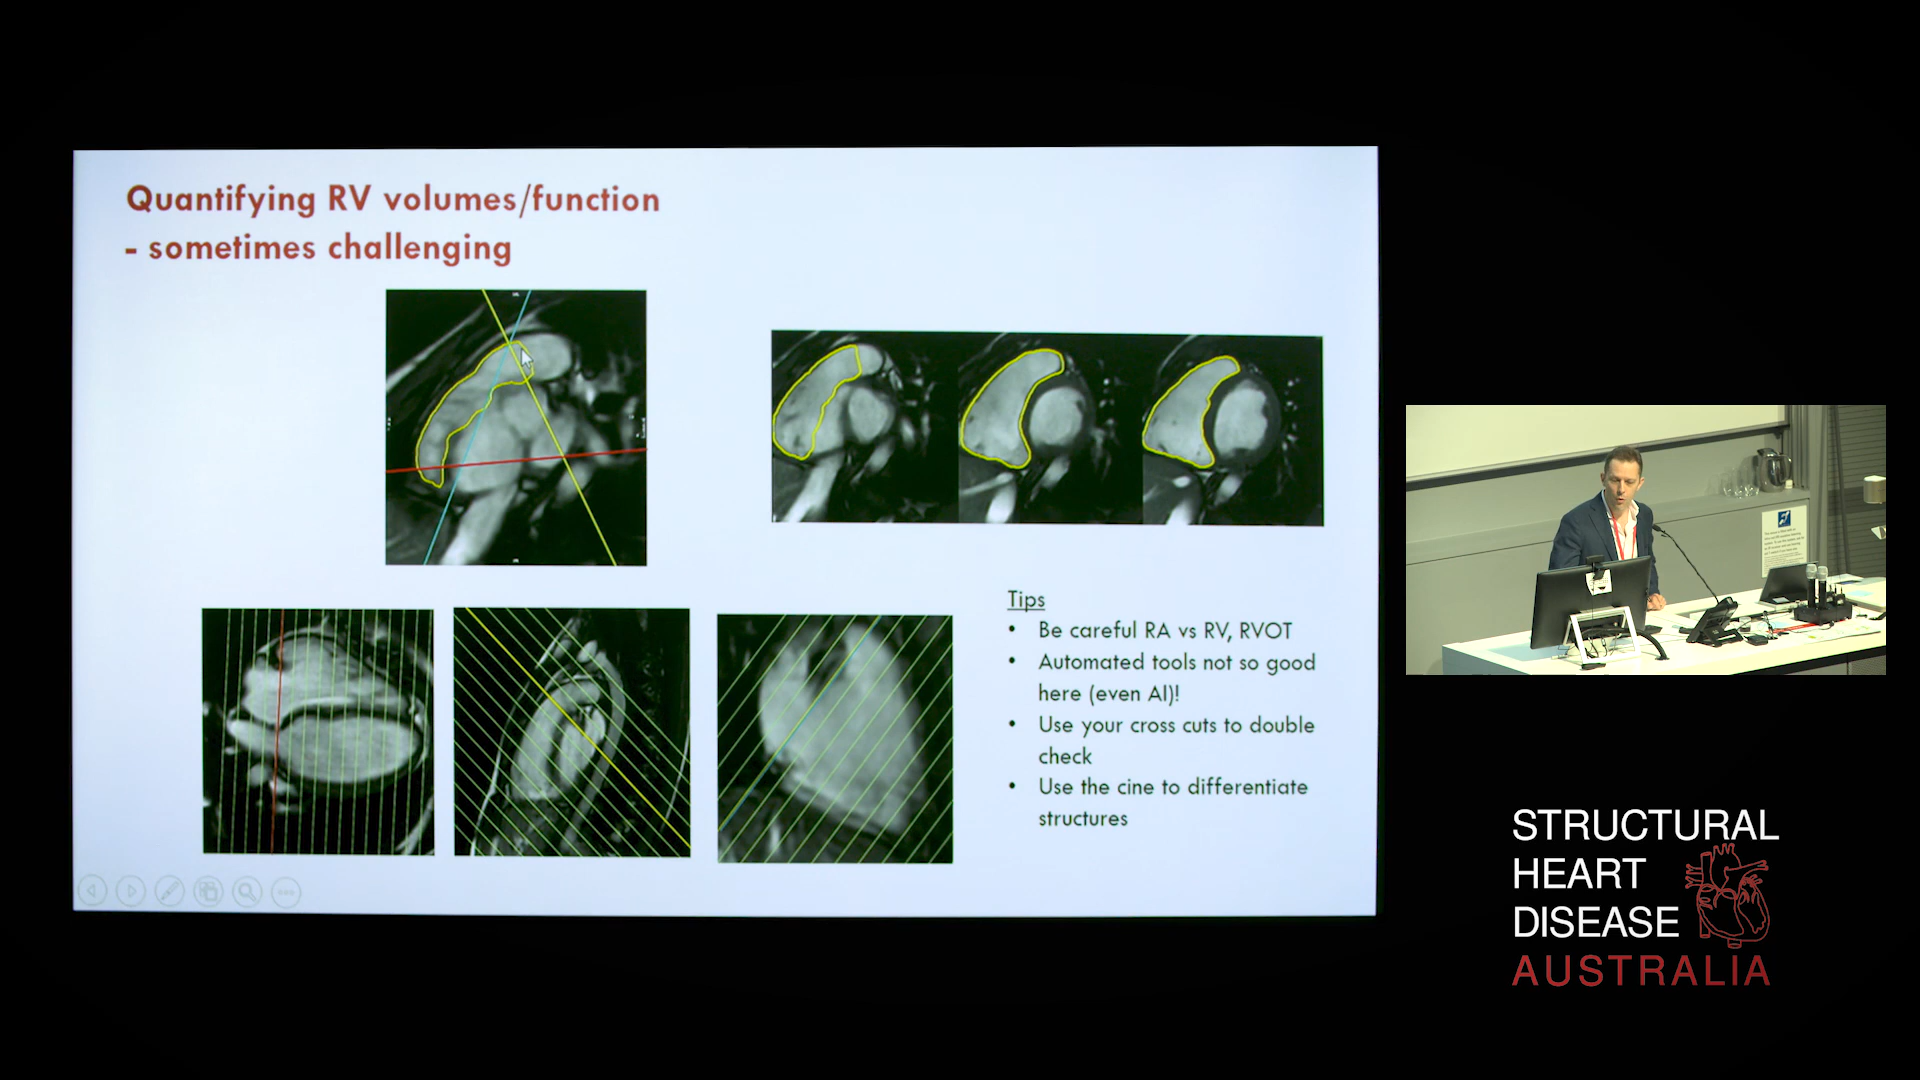 Quantifying RV volumes/function
- sometimes challenging
Tips
• Be careful RA vs RV, RVOT
• Automated tools not so good
here (even AI)!
• Use your cross cuts to double
check
• Use the cine to differentiate
structures
STRUCTURAL
HEART
DISEASE
AUSTRALIA